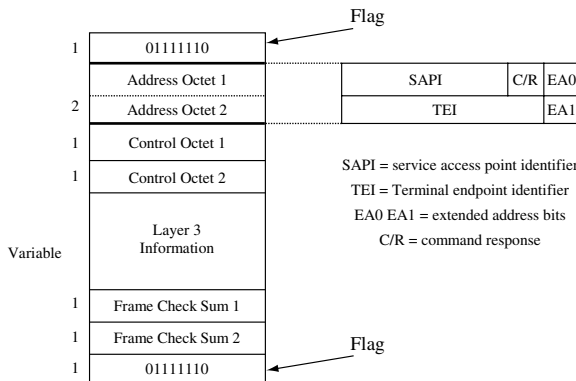 Flag
1 01111110
Address Octet 1 SAPI C/R EA0
2 Address Octet 2 TEI EA1
1 Control Octet 1
1 Control Octet 2
SAPI = service access point identifier
TEI = Terminal endpoint identifier
EA0 EA1 = extended address bits
C/R = command response
Variable
Layer 3
Information
1 Frame Check Sum 1
1 Frame Check Sum 2
Flag
1 01111110